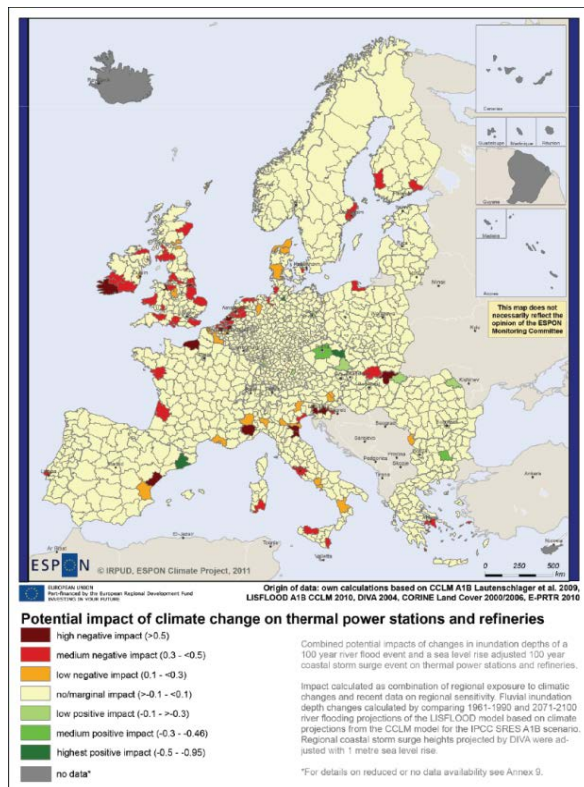 Canaries
Guadeloupe
Martinique
Réunion
Guyane
Madeira
This map does not
necessarily reflect the
opinion of the ESPON
Monitoring Committee
ESPON
© IRPUD, ESPON Climate Project, 2011
0 250 500
km
EUROPEAN UNION
Part-financed by the European Regional Development Fund
INVESTING IN YOUR FUTURE
Origin of data: own calculations based on CCLM A1B Lautenschlager et al. 2009,
LISFLOOD A1B CCLM 2010, DIVA 2004, CORINE Land Cover 2000/2006, E-PRTR 2010
Potential impact of climate change on thermal power stations and refineries
high negative impact (>0.5)
medium negative impact (0.3 - <0.5)
low negative impact (0.1 - <0.3)
no/marginal impact (>-0.1 - <0.1)
low positive impact (-0.1 - >-0.3)
medium positive impact (-0.3 - -0.46)
highest positive impact (-0.5 - -0.95)
no data*
Combined potential impacts of changes in inundation depths of a
100 year river flood event and a sea level rise adjusted 100 year
coastal storm surge event on thermal power stations and refineries.
Impact calculated as combination of regional exposure to climatic
changes and recent data on regional sensitivity. Fluvial inundation
depth changes calculated by comparing 1961-1990 and 2071-2100
river flooding projections of the LISFLOOD model based on climate
projections from the CCLM model for the IPCC SRES A1B scenario.
Regional coastal storm surge heights projected by DIVA were ad-
justed with 1 metre sea level rise.
*For details on reduced or no data availability see Annex 9.